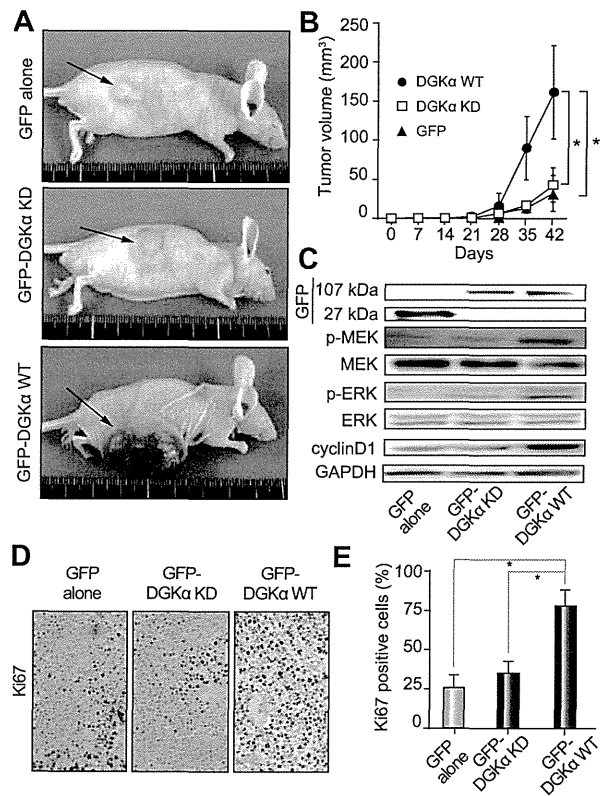 A
GFP alone
GFP-DGKα KD
GFP-DGKα WT
B
Tumor volume (mm³)
200
150
100
50
0
DGKα WT
DGKα KD
GFP
*
*
0 7 14 21 28 35 42
Days
C
GFP
107 kDa
27 kDa
p-MEK
MEK
p-ERK
ERK
cyclinD1
GAPDH
GFP
alone
GFP-
DGKα KD
GFP-
DGKα WT
D
GFP
alone
GFP-
DGKα KD
GFP-
DGKα WT
Ki67
E
Ki67 positive cells (%)
100
75
50
25
0
*
*
GFP
alone
GFP-
DGKα KD
GFP-
DGKα WT